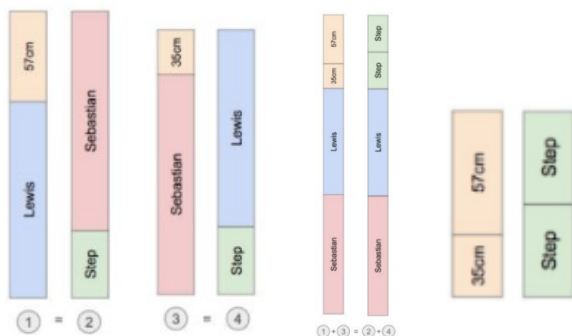 57cm
Lewis
Sebastian
Step
1 = 2
35cm
Sebastian
Lewis
Step
3 = 4
57cm
35cm
Lewis
Sebastian
Step
Step
Lewis
Sebastian
1 + 3 = 2 + 4
57cm
35cm
Step
Step